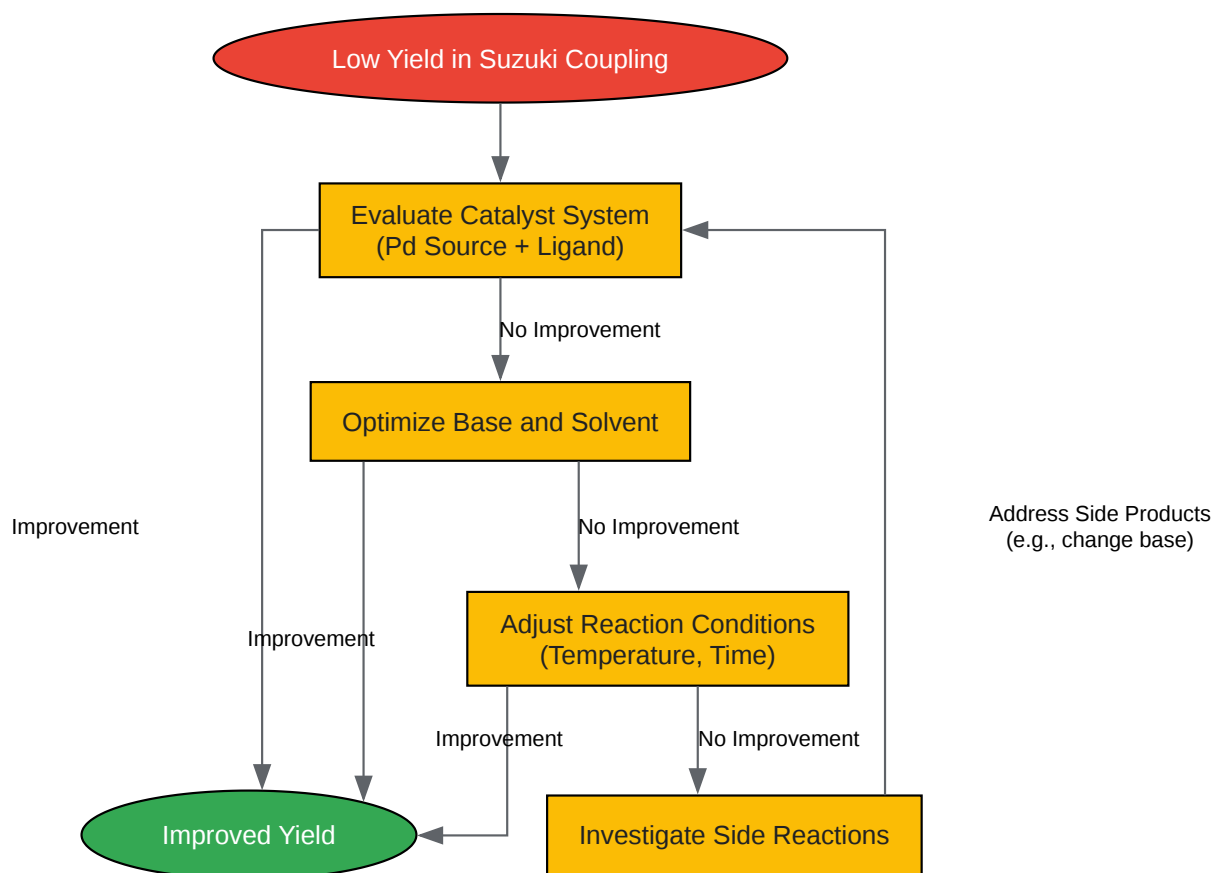 Low Yield in Suzuki Coupling
Evaluate Catalyst System
(Pd Source + Ligand)
No Improvement
Optimize Base and Solvent
Improvement
No Improvement
Address Side Products
(e.g., change base)
Adjust Reaction Conditions
(Temperature, Time)
Improvement
Improvement
No Improvement
Improved Yield
Investigate Side Reactions